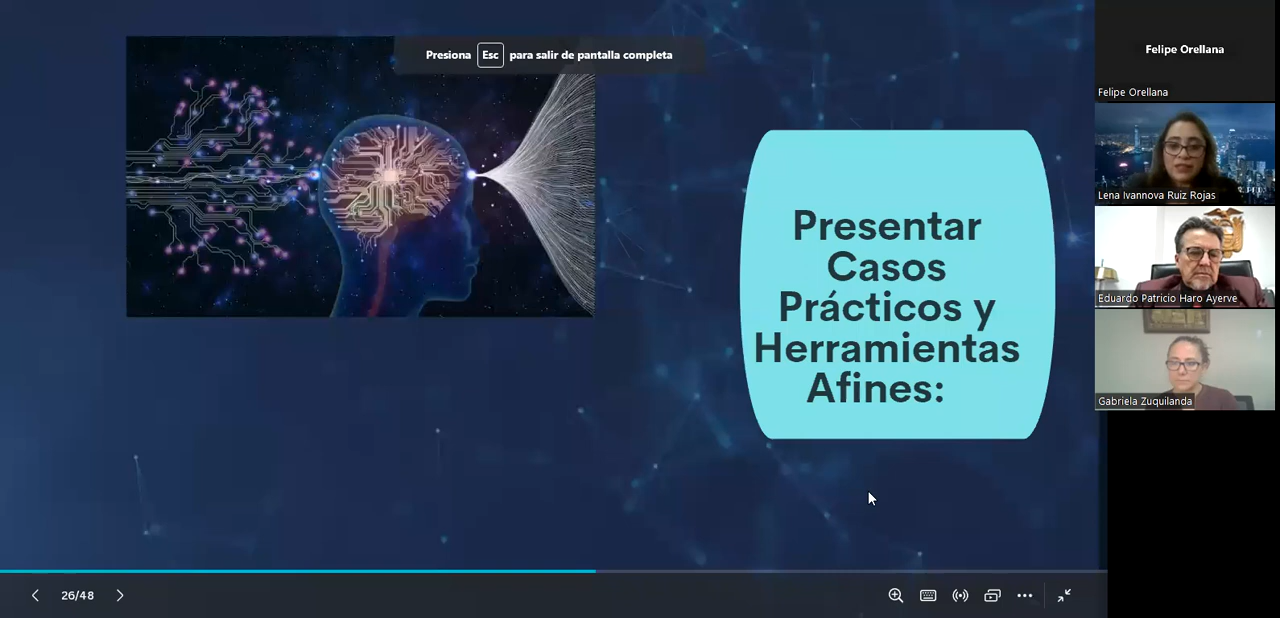 Presiona Esc para salir de pantalla completa
Presentar
Casos
Prácticos y
Herramientas
Afines:
26/48
Felipe Orellana
Felipe Orellana
Lena Ivannova Ruiz Rojas
Eduardo Patricio Haro Ayerve
Gabriela Zuquilanda